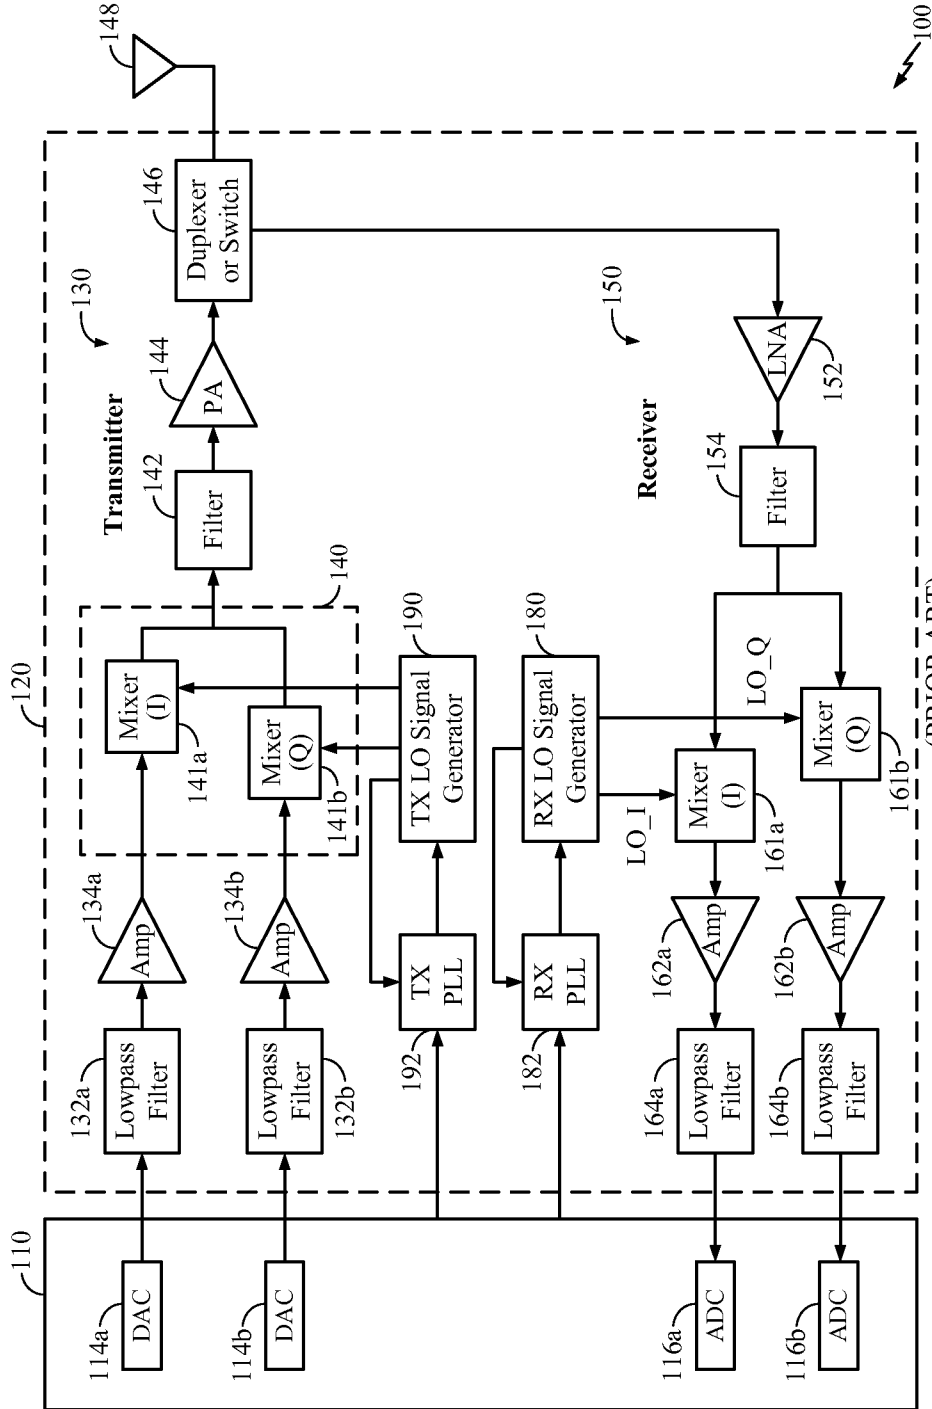 100
110
120
114a
DAC
132a
Lowpass
Filter
134a
Amp
Mixer
(I)
141a
140
142
Filter
Transmitter
130
144
PA
146
Duplexer
or Switch
148
114b
DAC
Lowpass
Filter
132b
134b
Amp
Mixer
(Q)
141b
TX
PLL
192
TX LO Signal
Generator
190
RX
PLL
182
RX LO Signal
Generator
180
LO_I
LO_Q
Receiver
150
LNA
152
154
Filter
Mixer
(I)
161a
162a
Amp
164a
Lowpass
Filter
116a
ADC
Mixer
(Q)
161b
162b
Amp
164b
Lowpass
Filter
116b
ADC
(PRIOR ART)